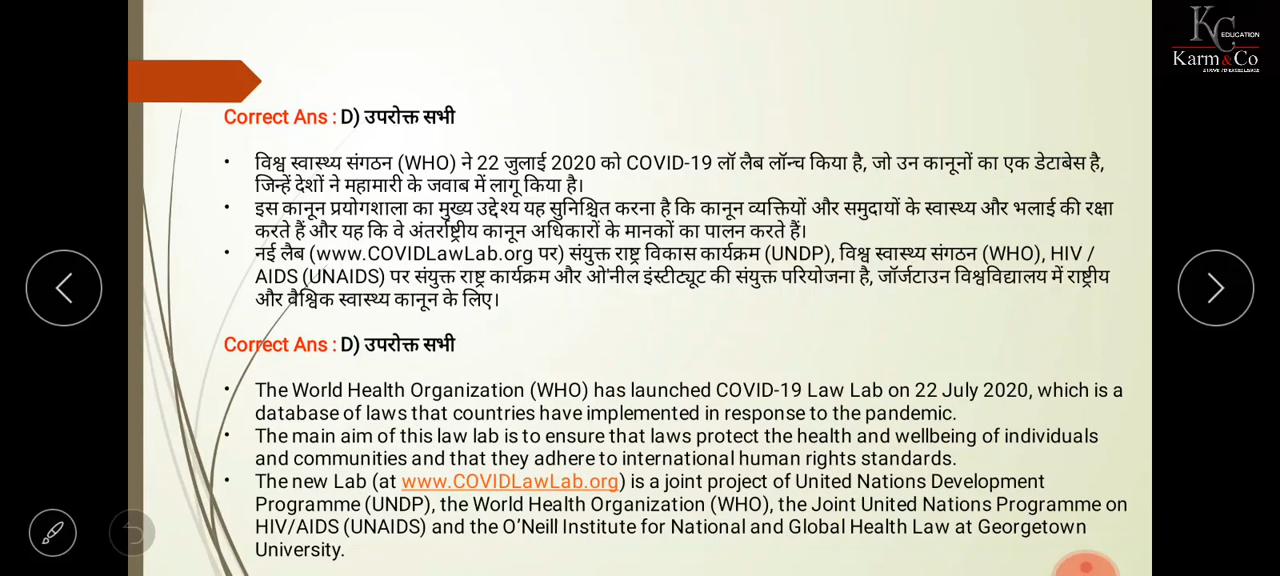 KC
EDUCATION
Karm&Co
Correct Ans : D) उपरोक्त सभी
• विश्व स्वास्थ्य संगठन (WHO) ने 22 जुलाई 2020 को COVID-19 लॉ लैब लॉन्च किया है, जो उन कानूनों का एक डेटाबेस है,
जिन्हें देशों ने महामारी के जवाब में लागू किया है।
• इस कानून प्रयोगशाला का मुख्य उद्देश्य यह सुनिश्चित करना है कि कानून व्यक्तियों और समुदायों के स्वास्थ्य और भलाई की रक्षा
करते हैं और यह कि वे अंतर्राष्ट्रीय कानून अधिकारों के मानकों का पालन करते हैं।
• नई लैब (www.COVIDLawLab.org पर) संयुक्त राष्ट्र विकास कार्यक्रम (UNDP), विश्व स्वास्थ्य संगठन (WHO), HIV /
AIDS (UNAIDS) पर संयुक्त राष्ट्र कार्यक्रम और ओ'नील इंस्टीट्यूट की संयुक्त परियोजना है, जॉर्जटाउन विश्वविद्यालय में राष्ट्रीय
और वैश्विक स्वास्थ्य कानून के लिए।
Correct Ans : D) उपरोक्त सभी
• The World Health Organization (WHO) has launched COVID-19 Law Lab on 22 July 2020, which is a
database of laws that countries have implemented in response to the pandemic.
• The main aim of this law lab is to ensure that laws protect the health and wellbeing of individuals
and communities and that they adhere to international human rights standards.
• The new Lab (at www.COVIDLawLab.org) is a joint project of United Nations Development
Programme (UNDP), the World Health Organization (WHO), the Joint United Nations Programme on
HIV/AIDS (UNAIDS) and the O’Neill Institute for National and Global Health Law at Georgetown
University.